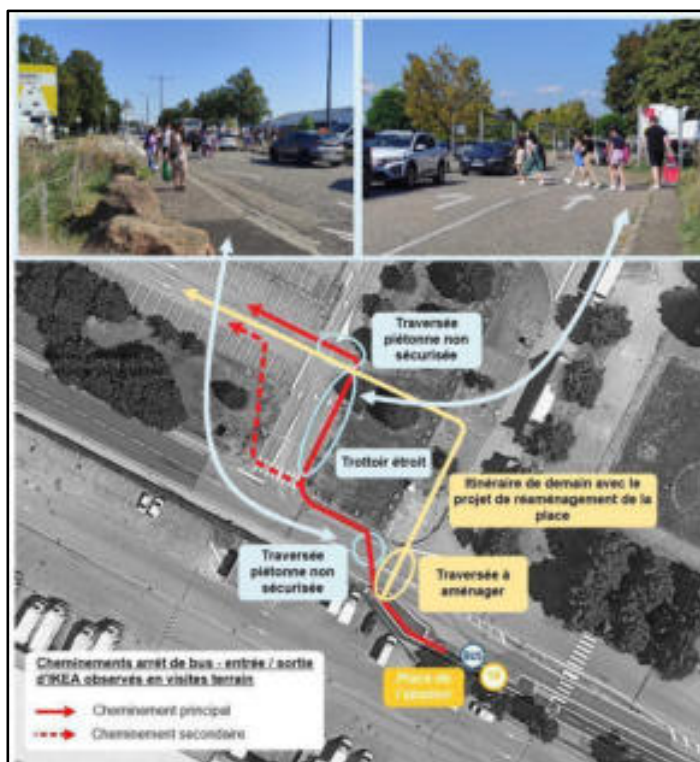 Traversée
piétonne non
sécurisée
Trottoir étroit
Itinéraire de demain avec le
projet de réaménagement de la
place
Traversée
piétonne non
sécurisée
Traversée à
aménager
BUS
Place de
Cheminements arrêt de bus - entrée / sortie
d'IKEA observés en visites terrain
Cheminement principal
Cheminement secondaire